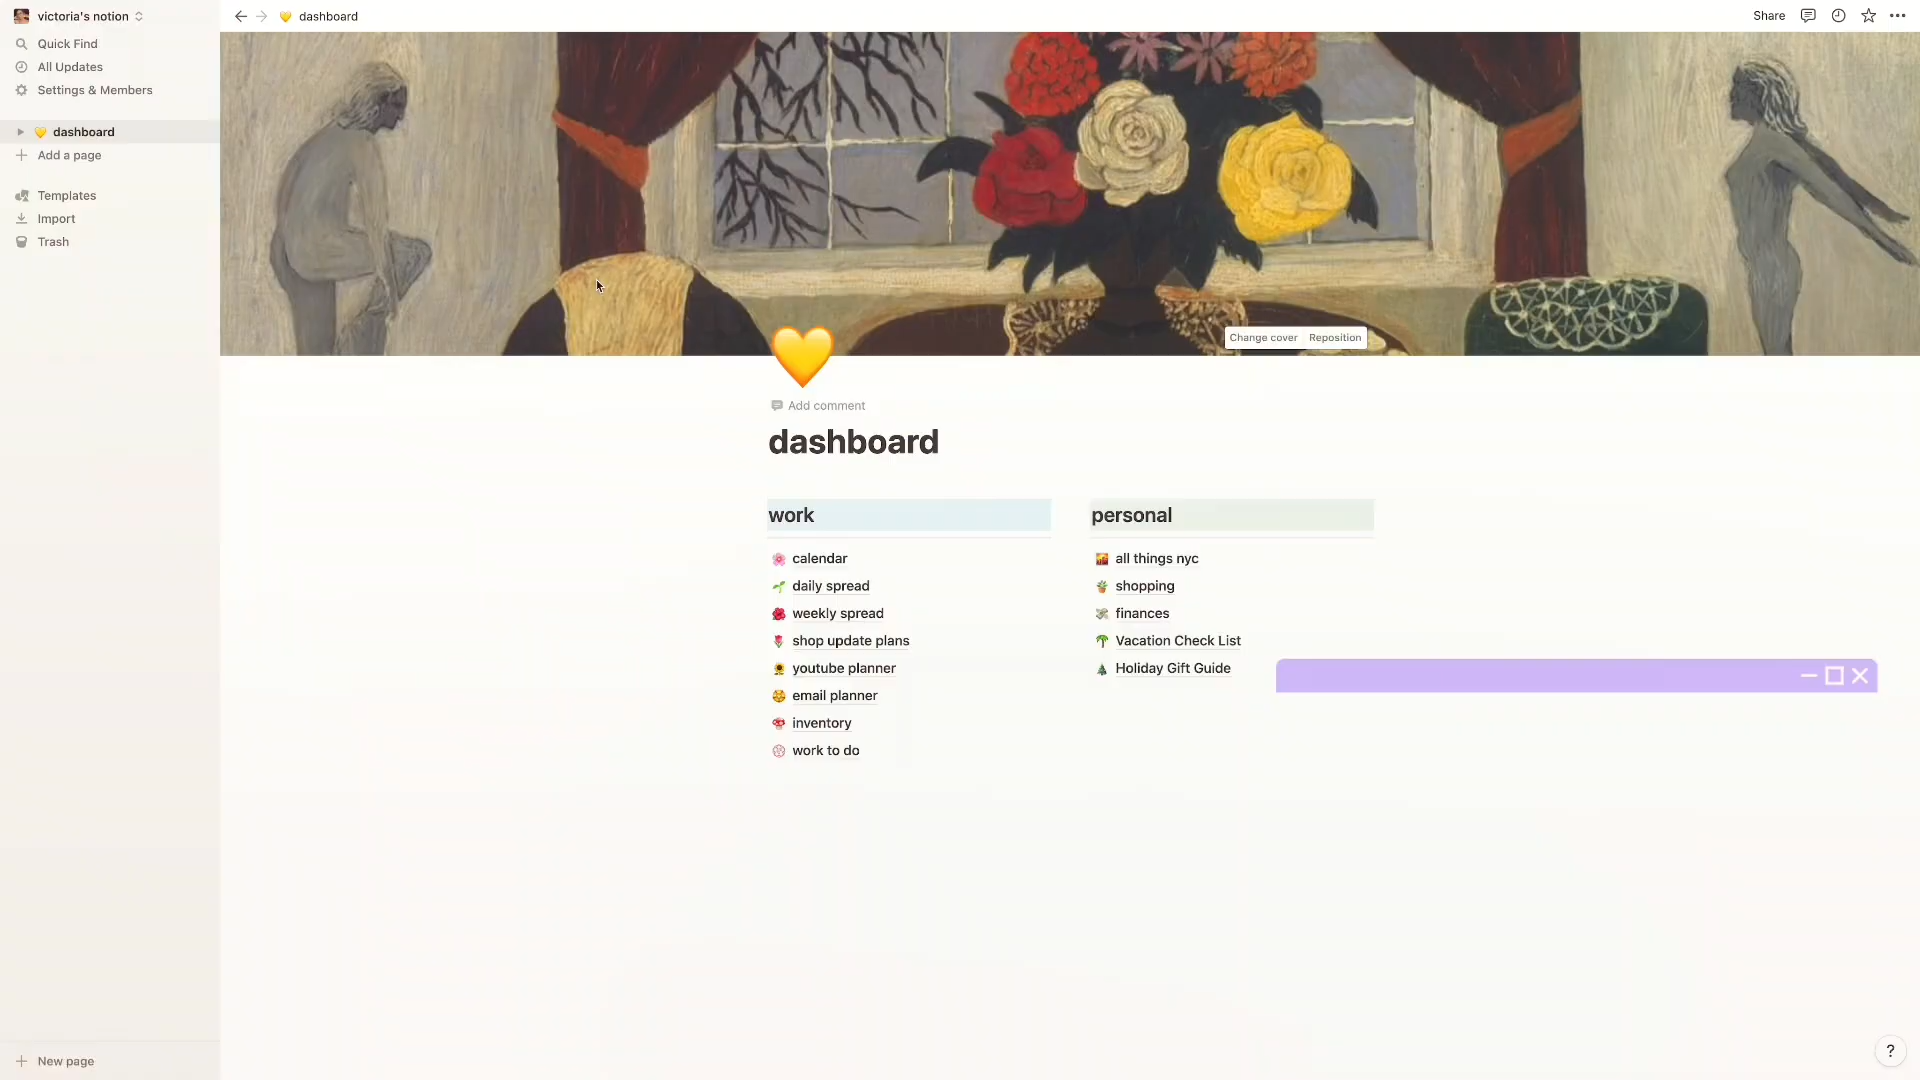 victoria's notion
Quick Find
All Updates
Settings & Members
dashboard
Add a page
Templates
Import
Trash
New page
dashboard
Share
Change cover Reposition
Add comment
dashboard
work
calendar
daily spread
weekly spread
shop update plans
youtube planner
email planner
inventory
work to do
personal
all things nyc
shopping
finances
Vacation Check List
Holiday Gift Guide
?